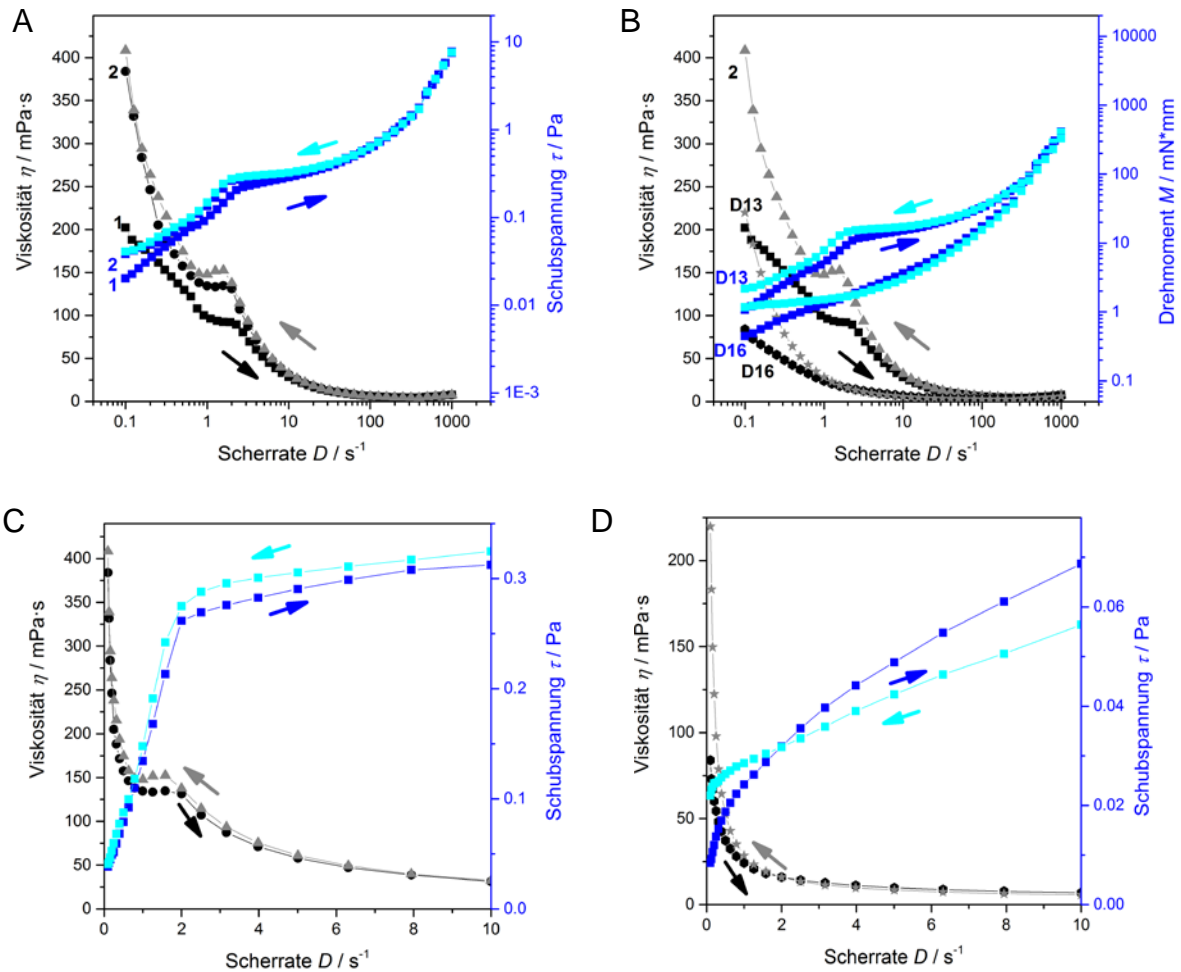 A
B
400
350
300
250
200
150
100
50
0
Viskosität η / mPa·s
2
1
2
1
10
1
0.1
0.01
1E-3
Schubspannung τ / Pa
0.1 1 10 100 1000
Scherrate D / s⁻¹
400
350
300
250
200
150
100
50
0
Viskosität η / mPa·s
2
D13
D13
D16
D16
10000
1000
100
10
1
0.1
Drehmoment M / mN*mm
0.1 1 10 100 1000
Scherrate D / s⁻¹
C
D
400
350
300
250
200
150
100
50
0
Viskosität η / mPa·s
0.3
0.2
0.1
0.0
Schubspannung τ / Pa
0 2 4 6 8 10
Scherrate D / s⁻¹
200
150
100
50
0
Viskosität η / mPa·s
0.06
0.04
0.02
0.00
Schubspannung τ / Pa
0 2 4 6 8 10
Scherrate D / s⁻¹